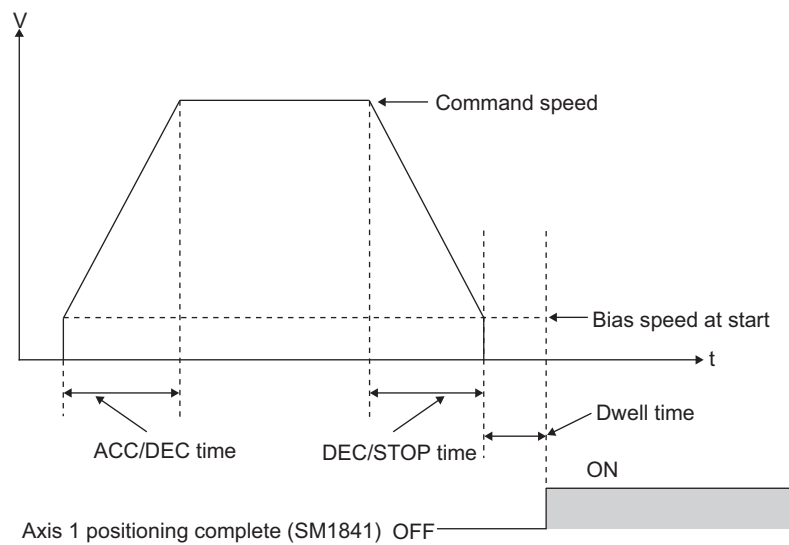 V
Command speed
Bias speed at start
t
Dwell time
ACC/DEC time
DEC/STOP time
ON
Axis 1 positioning complete (SM1841) OFF